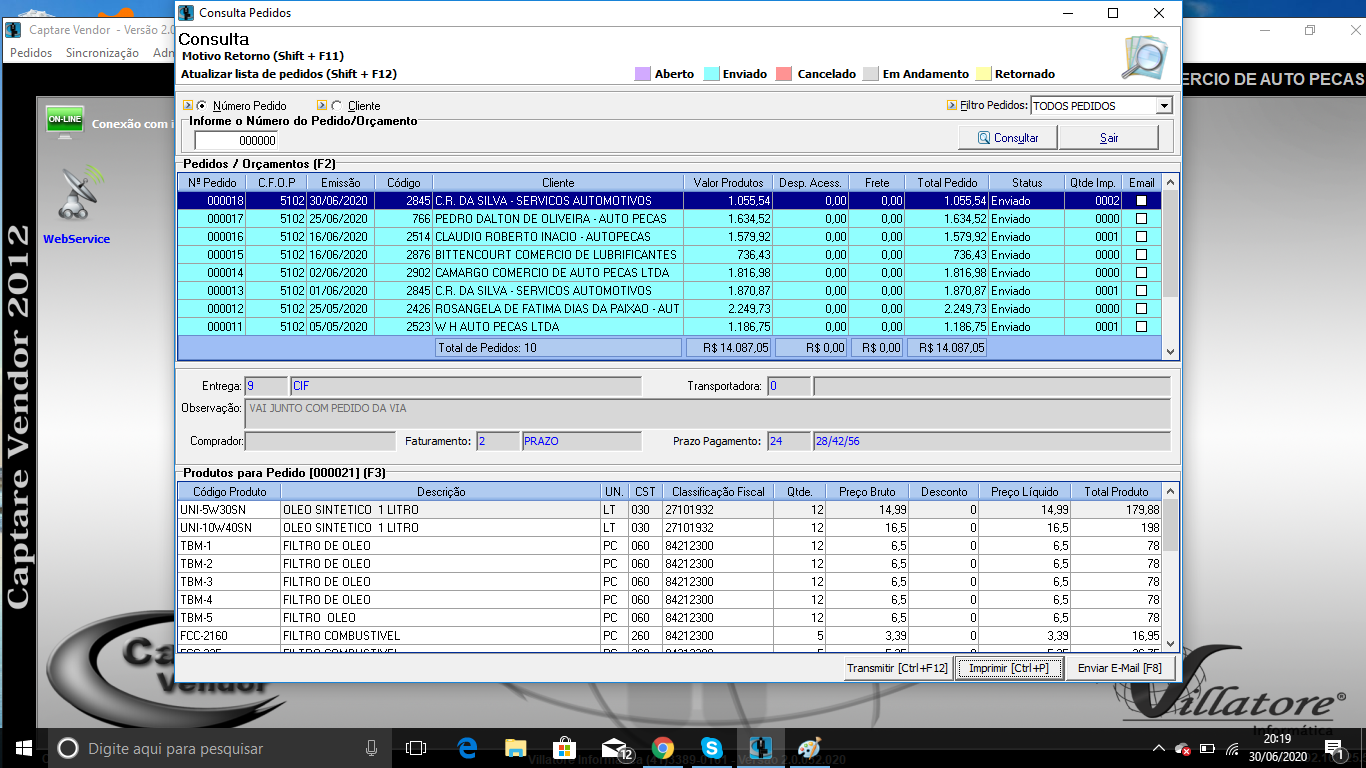 Consulta Pedidos
Captare Vendor - Versão 2.0
Pedidos Sincronização Adm
Consulta
Motivo Retorno (Shift + F11)
Atualizar lista de pedidos (Shift + F12)
Aberto Enviado Cancelado Em Andamento Retornado
ERCIO DE AUTO PECAS
ON-LINE
Conexão com i
WebService
Captare Vendor 2012
Número Pedido Cliente Filtro Pedidos: TODOS PEDIDOS
Informe o Número do Pedido/Orçamento
000000 Consultar Sair
Pedidos / Orçamentos (F2)
Nº Pedido C.F.O.P Emissão Código Cliente Valor Produtos Desp. Acess. Frete Total Pedido Status Qtde Imp. Email
000018 5102 30/06/2020 2845 C.R. DA SILVA - SERVICOS AUTOMOTIVOS 1.055,54 0,00 0,00 1.055,54 Enviado 0002
000017 5102 25/06/2020 766 PEDRO DALTON DE OLIVEIRA - AUTO PECAS 1.634,52 0,00 0,00 1.634,52 Enviado 0000
000016 5102 16/06/2020 2514 CLAUDIO ROBERTO INACIO - AUTOPECAS 1.579,92 0,00 0,00 1.579,92 Enviado 0001
000015 5102 16/06/2020 2876 BITTENCOURT COMERCIO DE LUBRIFICANTES 736,43 0,00 0,00 736,43 Enviado 0000
000014 5102 02/06/2020 2902 CAMARGO COMERCIO DE AUTO PECAS LTDA 1.816,98 0,00 0,00 1.816,98 Enviado 0000
000013 5102 01/06/2020 2845 C.R. DA SILVA - SERVICOS AUTOMOTIVOS 1.870,87 0,00 0,00 1.870,87 Enviado 0001
000012 5102 25/05/2020 2426 ROSANGELA DE FATIMA DIAS DA PAIXAO - AUT 2.249,73 0,00 0,00 2.249,73 Enviado 0000
000011 5102 05/05/2020 2523 W H AUTO PECAS LTDA 1.186,75 0,00 0,00 1.186,75 Enviado 0001
Total de Pedidos: 10 R$ 14.087,05 R$ 0,00 R$ 0,00 R$ 14.087,05
Entrega: 9 CIF Transportadora: 0
Observação: VAI JUNTO COM PEDIDO DA VIA
Comprador: Faturamento: 2 PRAZO Prazo Pagamento: 24 28/42/56
Produtos para Pedido [000021] (F3)
Código Produto Descrição UN. CST Classificação Fiscal Qtde. Preço Bruto Desconto Preço Líquido Total Produto
UNI-5W30SN OLEO SINTETICO 1 LITRO LT 030 27101932 12 14,99 0 14,99 179,88
UNI-10W40SN OLEO SINTETICO 1 LITRO LT 030 27101932 12 16,5 0 16,5 198
TBM-1 FILTRO DE OLEO PC 060 84212300 12 6,5 0 6,5 78
TBM-2 FILTRO DE OLEO PC 060 84212300 12 6,5 0 6,5 78
TBM-3 FILTRO DE OLEO PC 060 84212300 12 6,5 0 6,5 78
TBM-4 FILTRO DE OLEO PC 060 84212300 12 6,5 0 6,5 78
TBM-5 FILTRO OLEO PC 060 84212300 12 6,5 0 6,5 78
FCC-2160 FILTRO COMBUSTIVEL PC 260 84212300 5 3,39 0 3,39 16,95
Transmitir [Ctrl+F12] Imprimir [Ctrl+P] Enviar E-Mail [F8]
Ca
Vendor
Villatore®
Informática
Digite aqui para pesquisar
12
20:19
30/06/2020
1